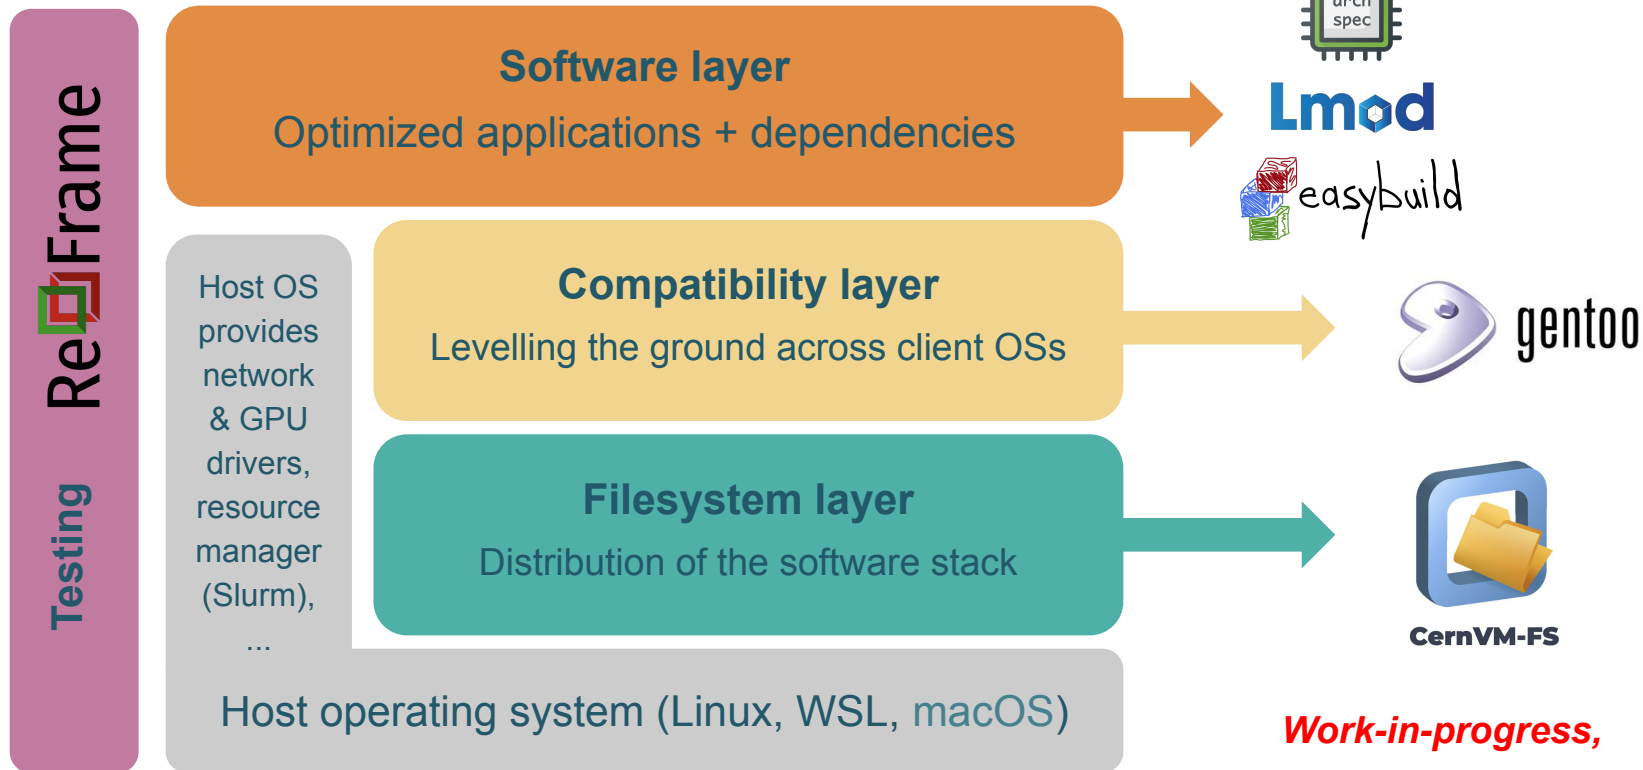 ReFrame
Testing
Software layer
Optimized applications + dependencies
arch
spec
Lmod
easybuild
Host OS
provides
network
& GPU
drivers,
resource
manager
(Slurm),
...
Compatibility layer
Levelling the ground across client OSs
gentoo
Filesystem layer
Distribution of the software stack
CernVM-FS
Host operating system (Linux, WSL, macOS)
Work-in-progress,